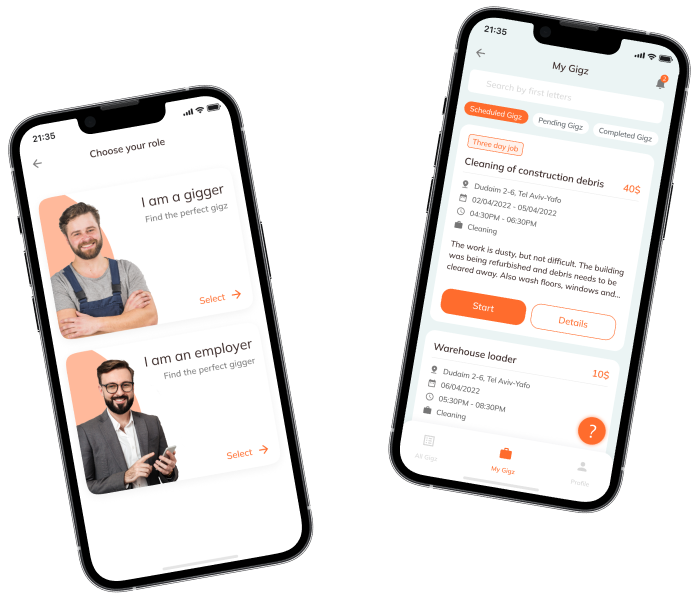 21:35
Choose your role
I am a gigger
Find the perfect gigz
Select
I am an employer
Find the perfect gigger
Select
21:35
My Gigz
2
Search by first letters
Scheduled Gigz
Pending Gigz
Completed Gigz
Three day job
Cleaning of construction debris
40$
Dudaim 2-6, Tel Aviv-Yafo
02/04/2022 - 05/04/2022
04:30PM - 06:30PM
Cleaning
The work is dusty, but not difficult. The building
was being refurbished and debris needs to be
cleared away. Also wash floors, windows and...
Start
Details
Warehouse loader
10$
Dudaim 2-6, Tel Aviv-Yafo
06/04/2022
05:30PM - 08:30PM
Cleaning
?
All Gigz
My Gigz
Profile